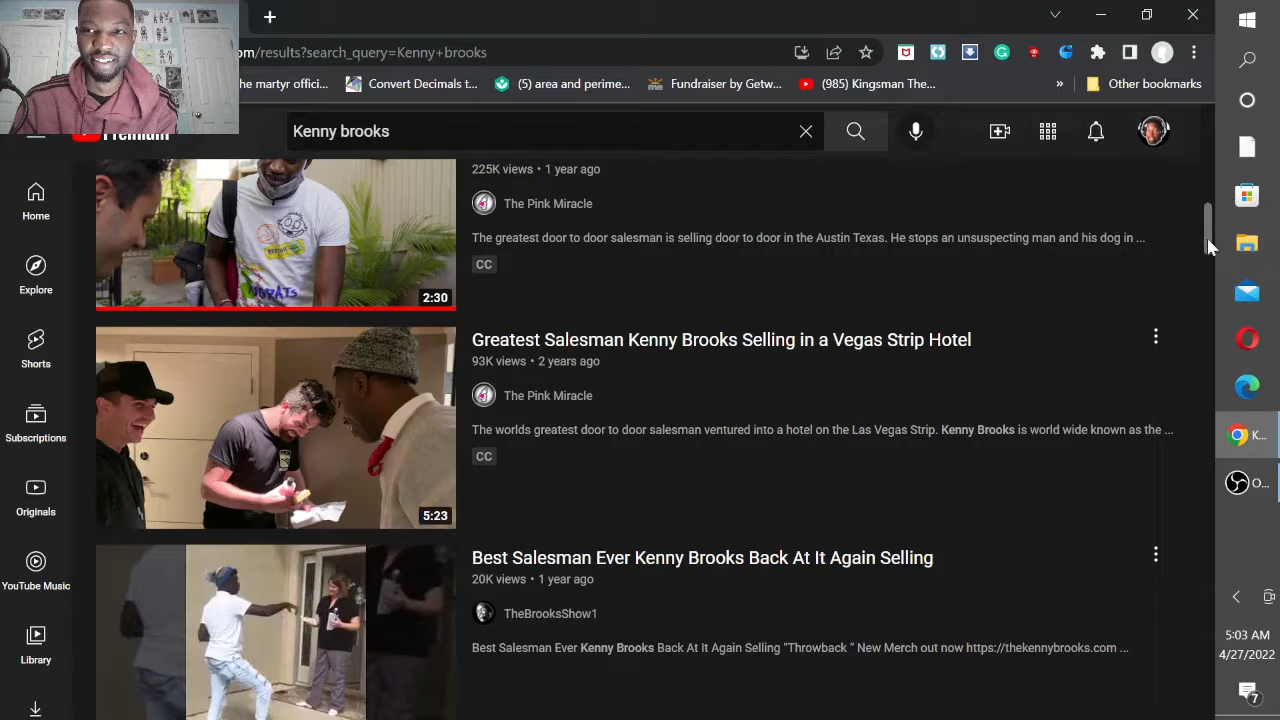 om/results?search_query=Kenny+brooks
he martyr offici...
Convert Decimals t...
(5) area and perime...
Fundraiser by Getw...
(985) Kingsman The...
»
Other bookmarks
Premium
Kenny brooks
Home
Explore
Shorts
Subscriptions
Originals
YouTube Music
Library
225K views • 1 year ago
The Pink Miracle
The greatest door to door salesman is selling door to door in the Austin Texas. He stops an unsuspecting man and his dog in ...
CC
2:30
Greatest Salesman Kenny Brooks Selling in a Vegas Strip Hotel
93K views • 2 years ago
The Pink Miracle
The worlds greatest door to door salesman ventured into a hotel on the Las Vegas Strip. Kenny Brooks is world wide known as the ...
CC
5:23
Best Salesman Ever Kenny Brooks Back At It Again Selling
20K views • 1 year ago
TheBrooksShow1
Best Salesman Ever Kenny Brooks Back At It Again Selling "Throwback " New Merch out now https://thekennybrooks.com ...
K...
O...
5:03 AM
4/27/2022
7